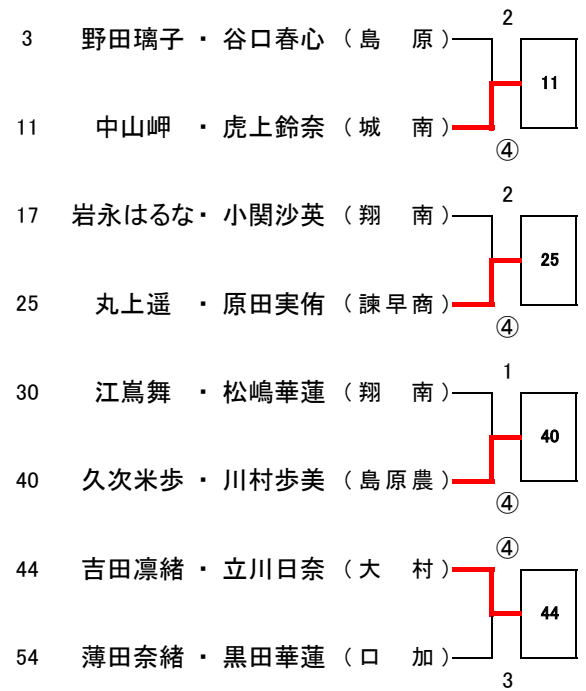 2
3 野田璃子 ・ 谷口春心 （ 島 原 ）
11
11 中山岬 ・ 虎上鈴奈 （ 城 南 ）
④
2
17 岩永はるな・ 小関沙英 （ 翔 南 ）
25
25 丸上遥 ・ 原田実侑 （ 諫早商 ）
④
1
30 江嶌舞 ・ 松嶋華蓮 （ 翔 南 ）
40
40 久次米歩 ・ 川村歩美 （ 島原農 ）
④
④
44 吉田凛緒 ・ 立川日奈 （ 大 村 ）
44
54 薄田奈緒 ・ 黒田華蓮 （ 口 加 ）
3